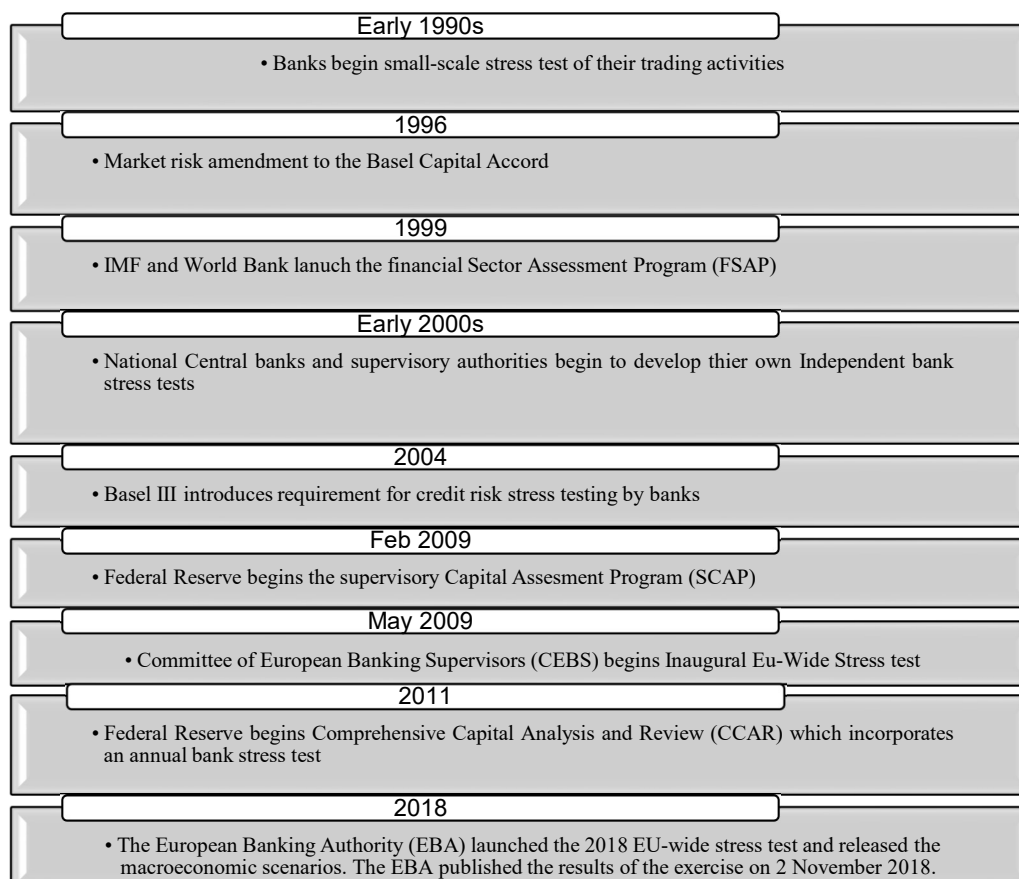 Early 1990s
• Banks begin small-scale stress test of their trading activities
1996
• Market risk amendment to the Basel Capital Accord
1999
• IMF and World Bank lanuch the financial Sector Assessment Program (FSAP)
Early 2000s
• National Central banks and supervisory authorities begin to develop thier own Independent bank
stress tests
2004
• Basel III introduces requirement for credit risk stress testing by banks
Feb 2009
• Federal Reserve begins the supervisory Capital Assesment Program (SCAP)
May 2009
• Committee of European Banking Supervisors (CEBS) begins Inaugural Eu-Wide Stress test
2011
• Federal Reserve begins Comprehensive Capital Analysis and Review (CCAR) which incorporates
an annual bank stress test
2018
• The European Banking Authority (EBA) launched the 2018 EU-wide stress test and released the
macroeconomic scenarios. The EBA published the results of the exercise on 2 November 2018.